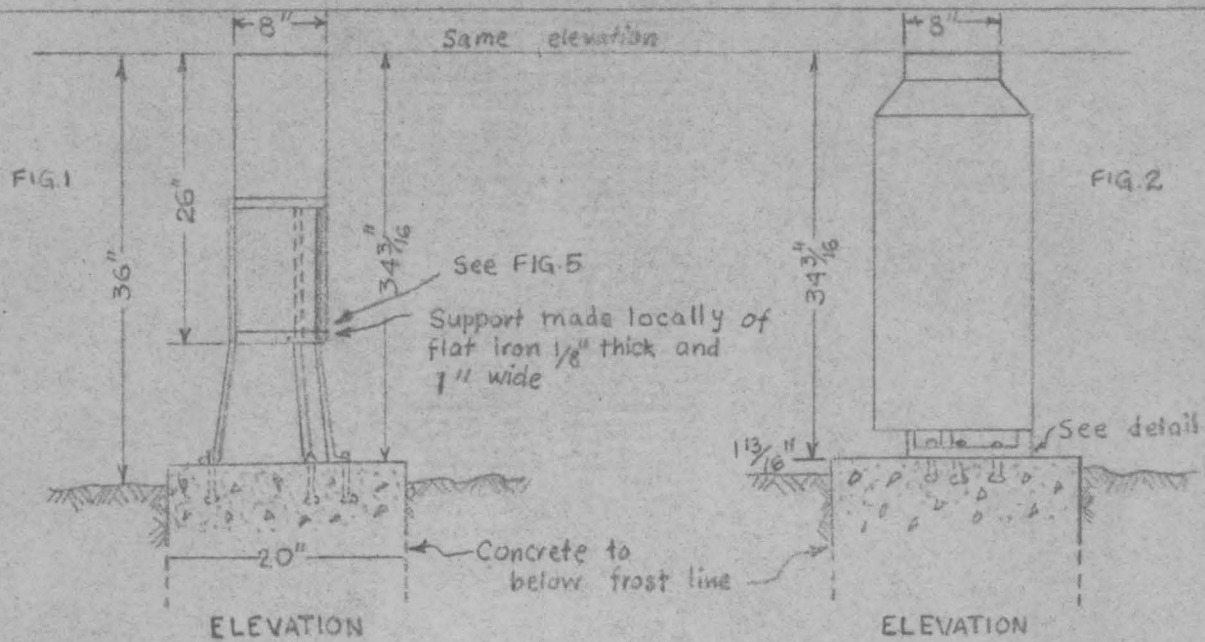 8"
Same elevation
8"
FIG.1
36"
26"
34 3/16"
See FIG.5
Support made locally of
flat iron 1/8" thick and
1" wide
20"
Concrete to
below frost line
ELEVATION
34 3/16"
FIG.2
1 13/16"
See detail
ELEVATION